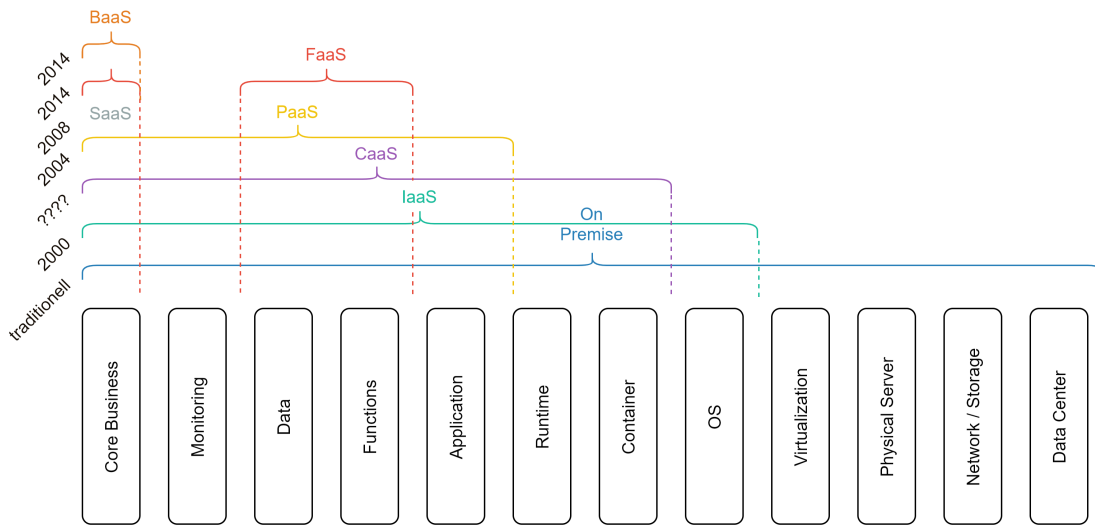 BaaS
2014
FaaS
2014
SaaS
PaaS
2008
2004
CaaS
????
IaaS
On
Premise
2000
traditionell
Core Business
Monitoring
Data
Functions
Application
Runtime
Container
OS
Virtualization
Physical Server
Network / Storage
Data Center